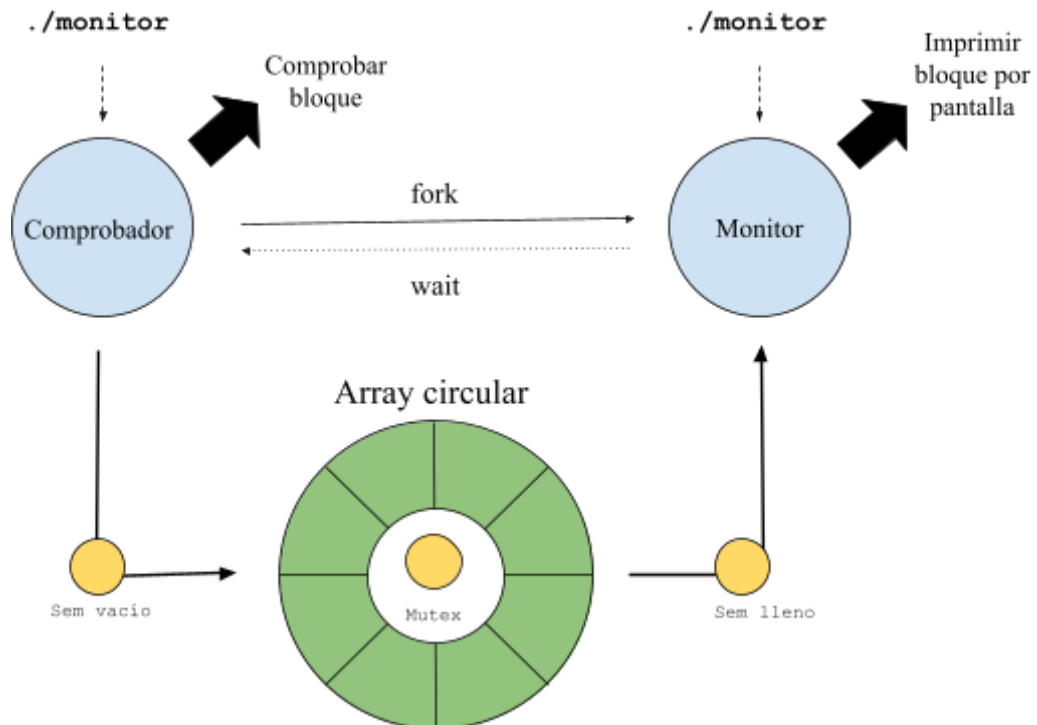 ./monitor
./monitor
Comprobar
bloque
Imprimir
bloque por
pantalla
fork
Comprobador
Monitor
wait
Array circular
Sem vacio
Mutex
Sem lleno